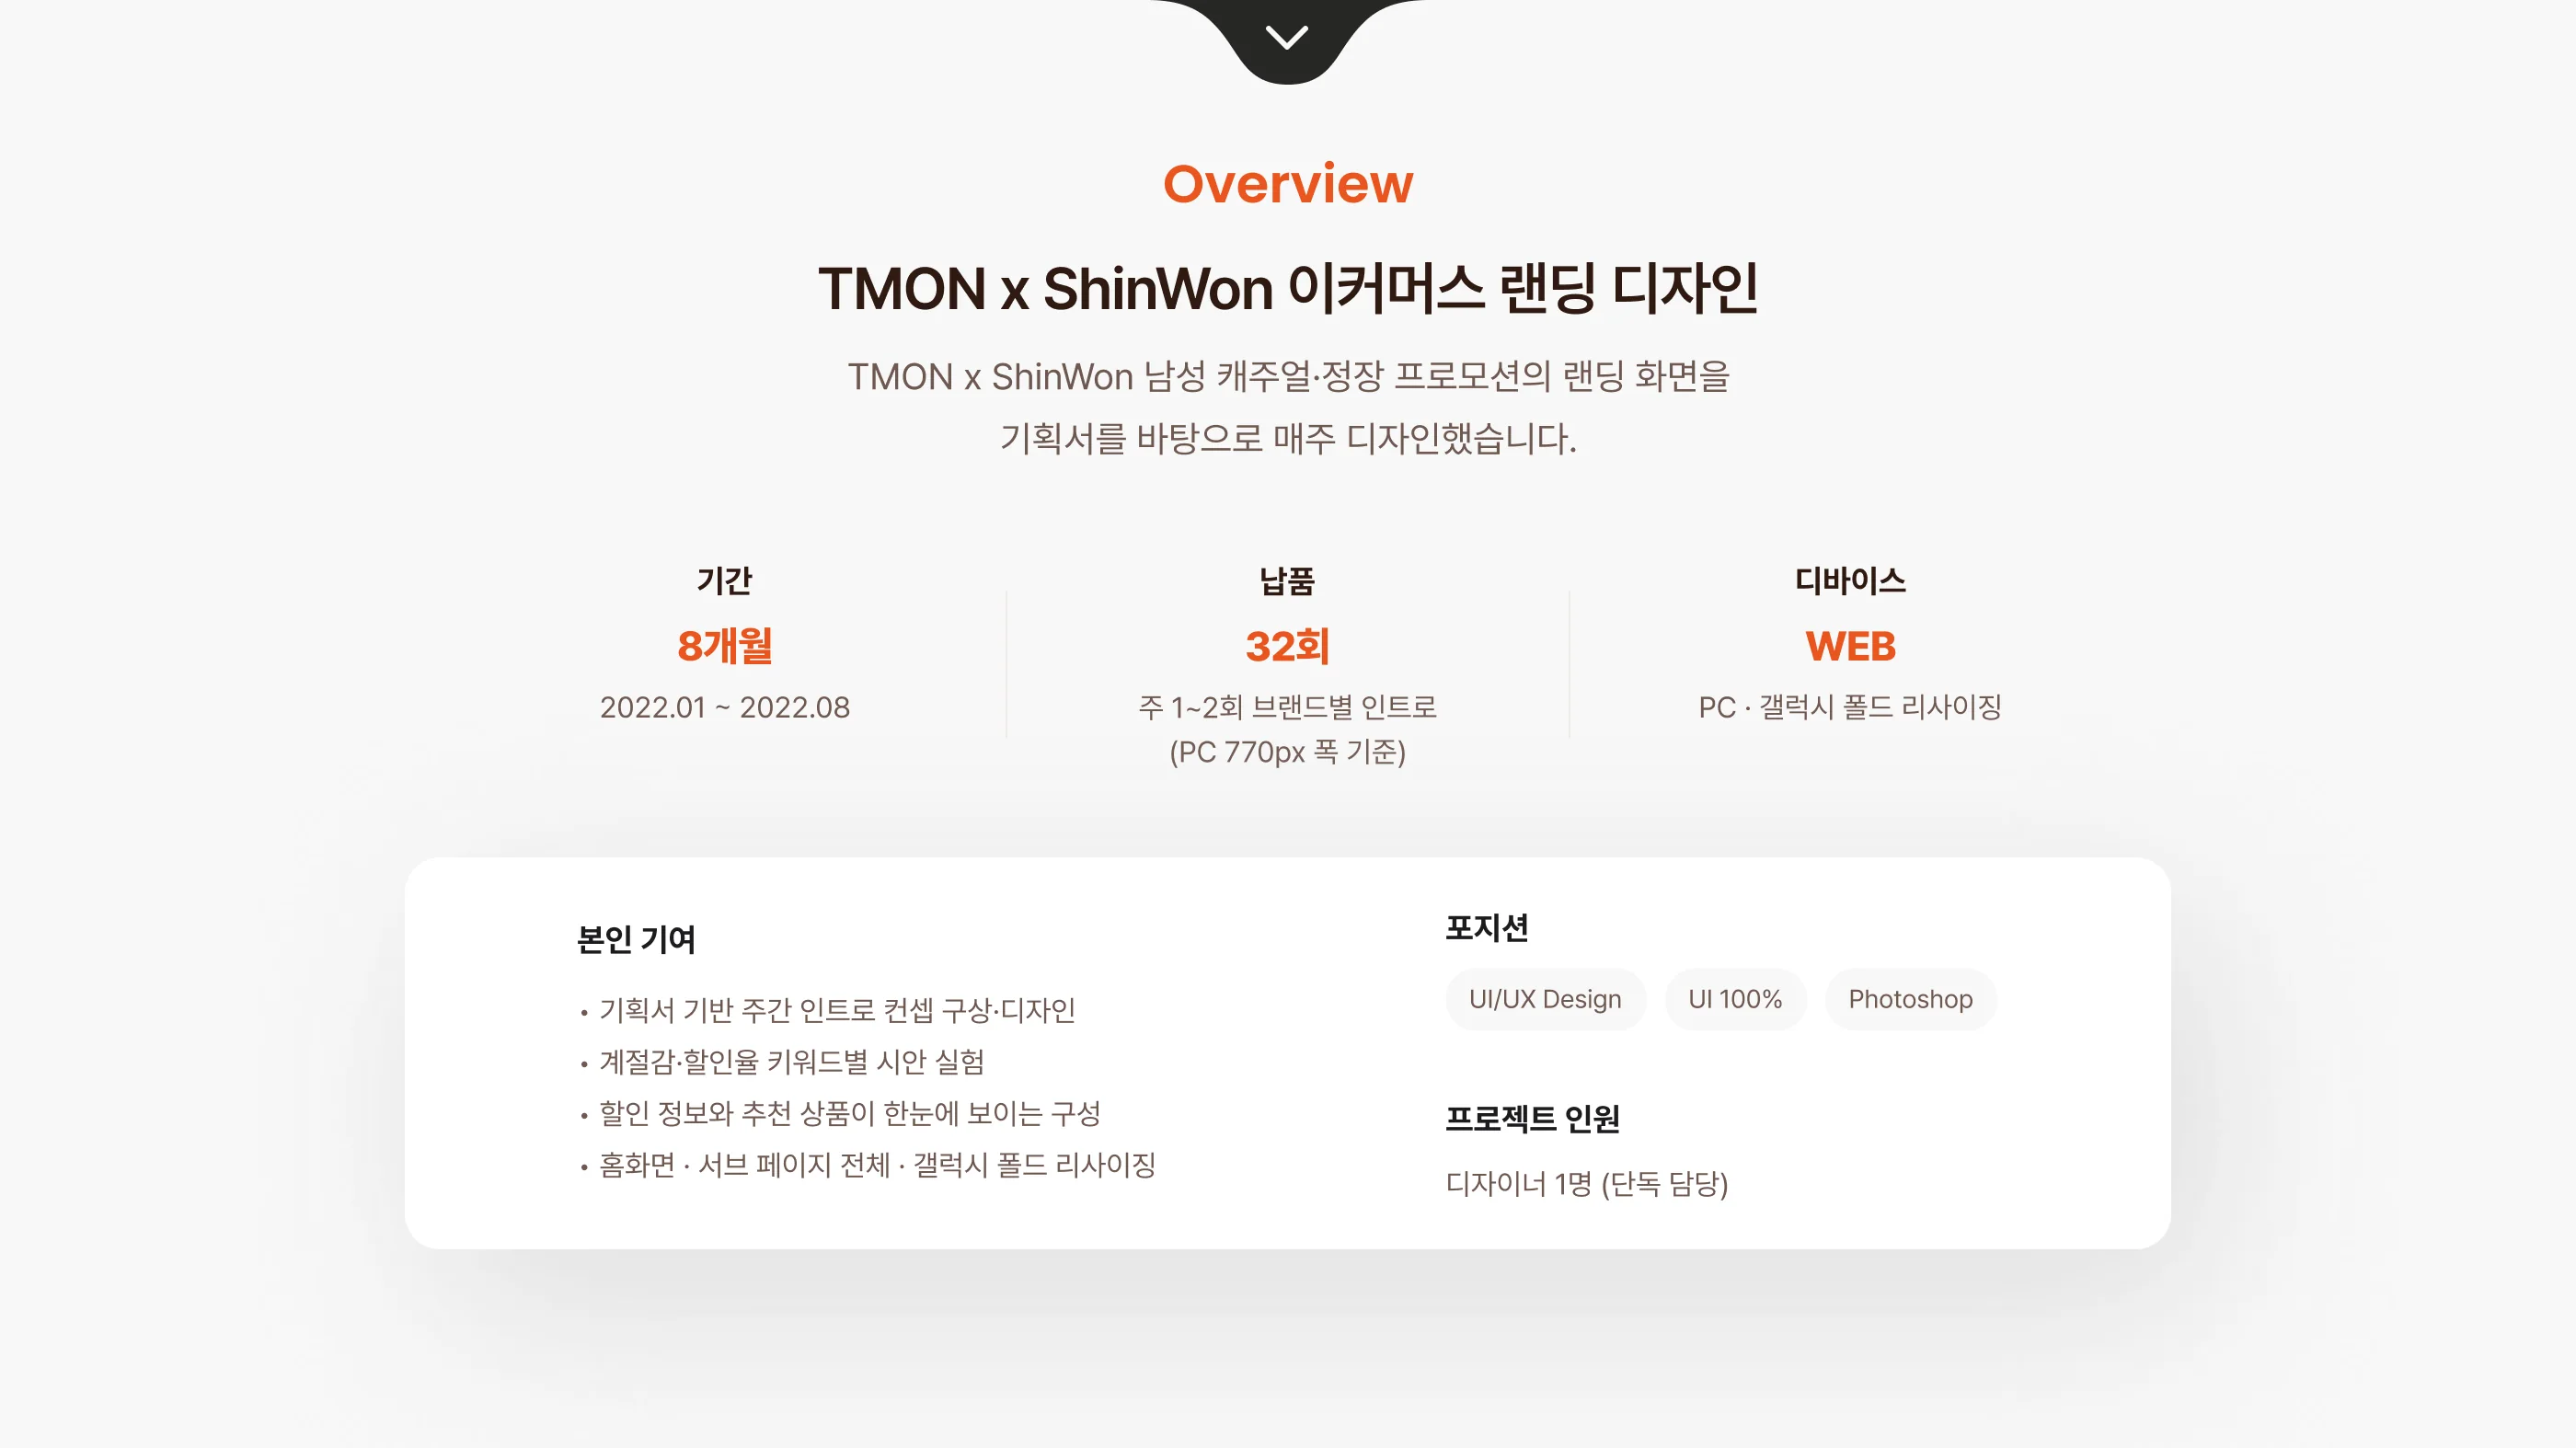 Overview
TMON x ShinWon 이커머스 랜딩 디자인
TMON x ShinWon 남성 캐주얼·정장 프로모션의 랜딩 화면을
기획서를 바탕으로 매주 디자인했습니다.
기간
8개월
2022.01 ~ 2022.08
납품
32회
주 1~2회 브랜드별 인트로
(PC 770px 폭 기준)
디바이스
WEB
PC · 갤럭시 폴드 리사이징
본인 기여
• 기획서 기반 주간 인트로 컨셉 구상·디자인
• 계절감·할인율 키워드별 시안 실험
• 할인 정보와 추천 상품이 한눈에 보이는 구성
• 홈화면 · 서브 페이지 전체 · 갤럭시 폴드 리사이징
포지션
UI/UX Design
UI 100%
Photoshop
프로젝트 인원
디자이너 1명 (단독 담당)